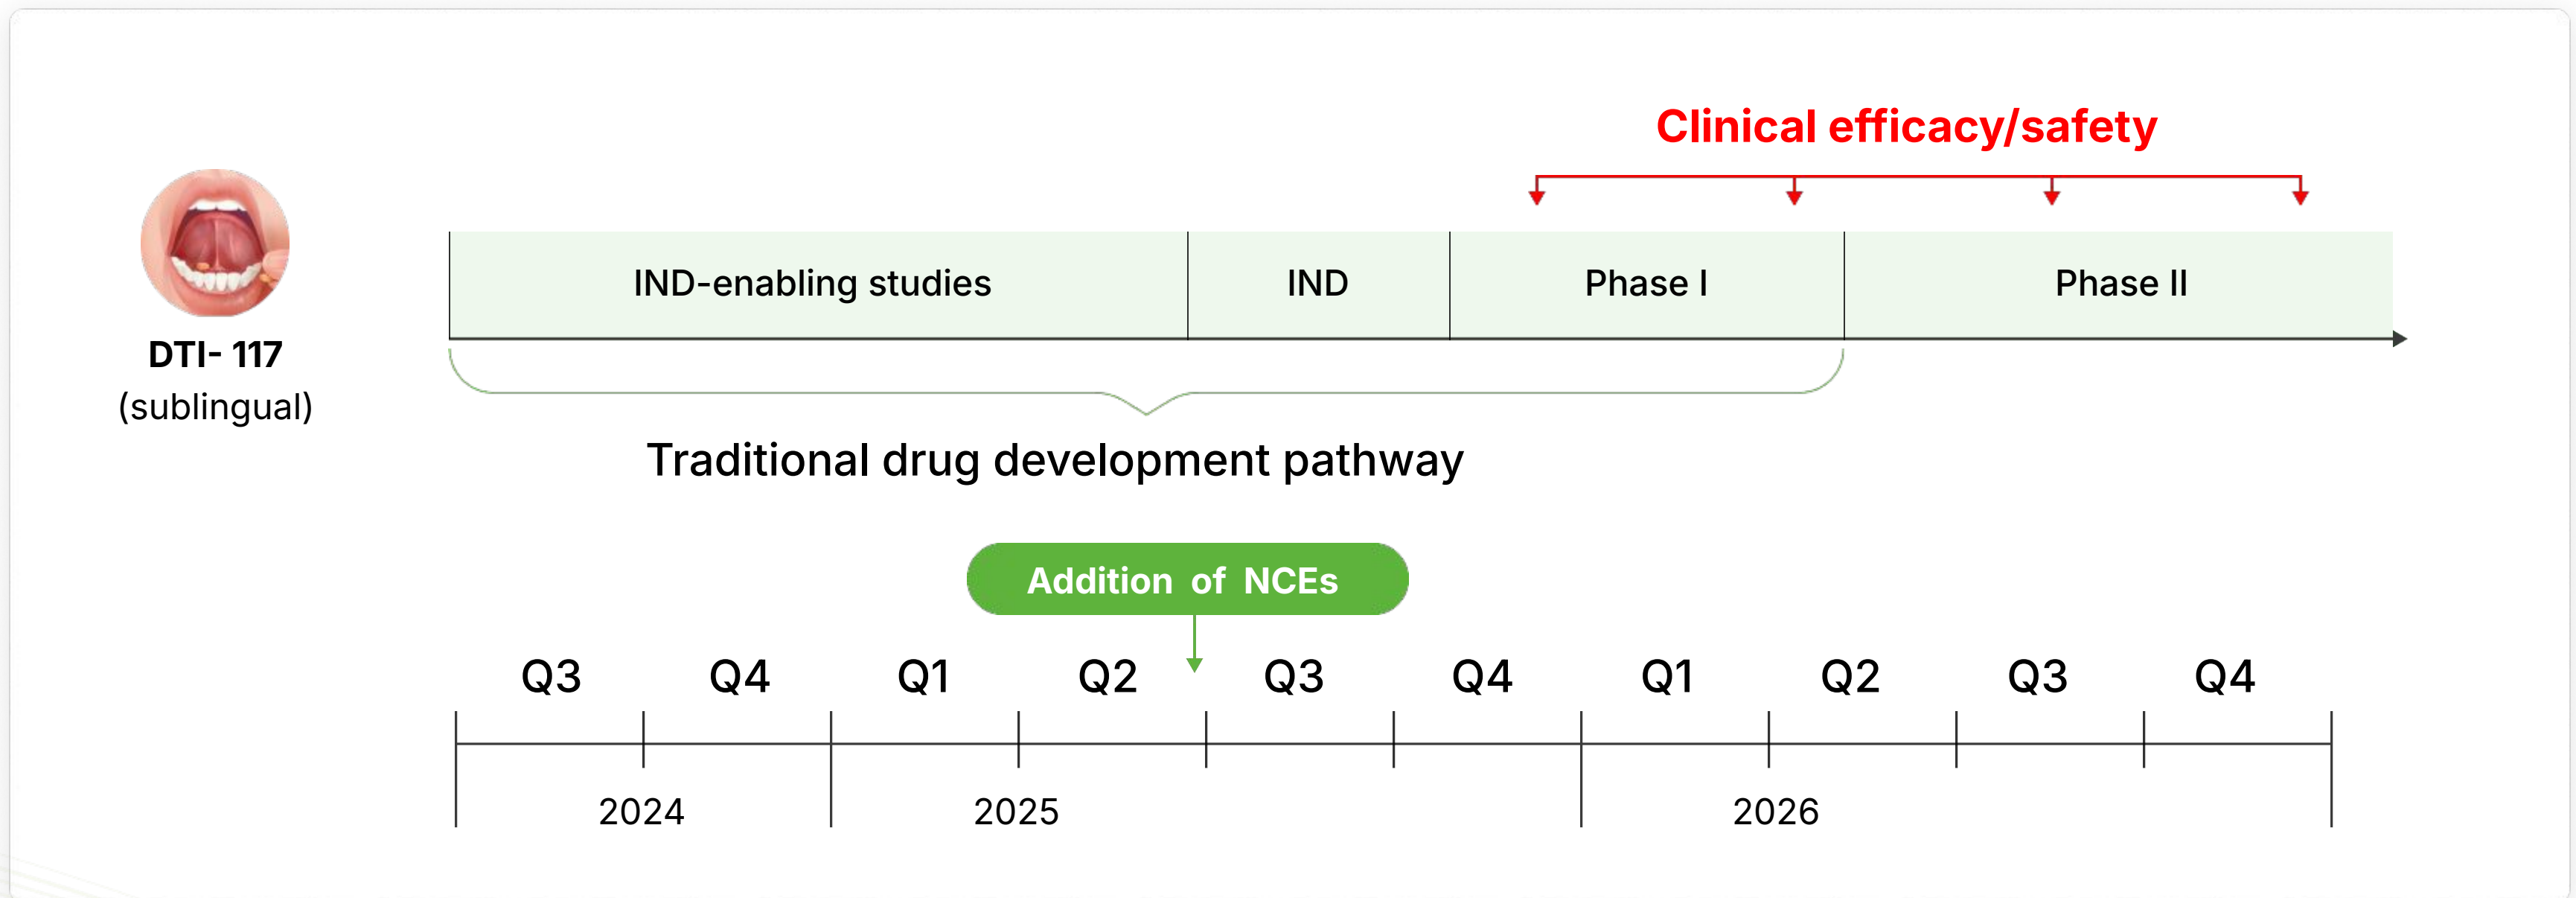 Clinical efficacy/safety
IND-enabling studies
IND
Phase I
Phase II
DTI- 117
(sublingual)
Traditional drug development pathway
Addition of NCEs
Q3 Q4 Q1 Q2 Q3 Q4 Q1 Q2 Q3 Q4
2024 2025 2026